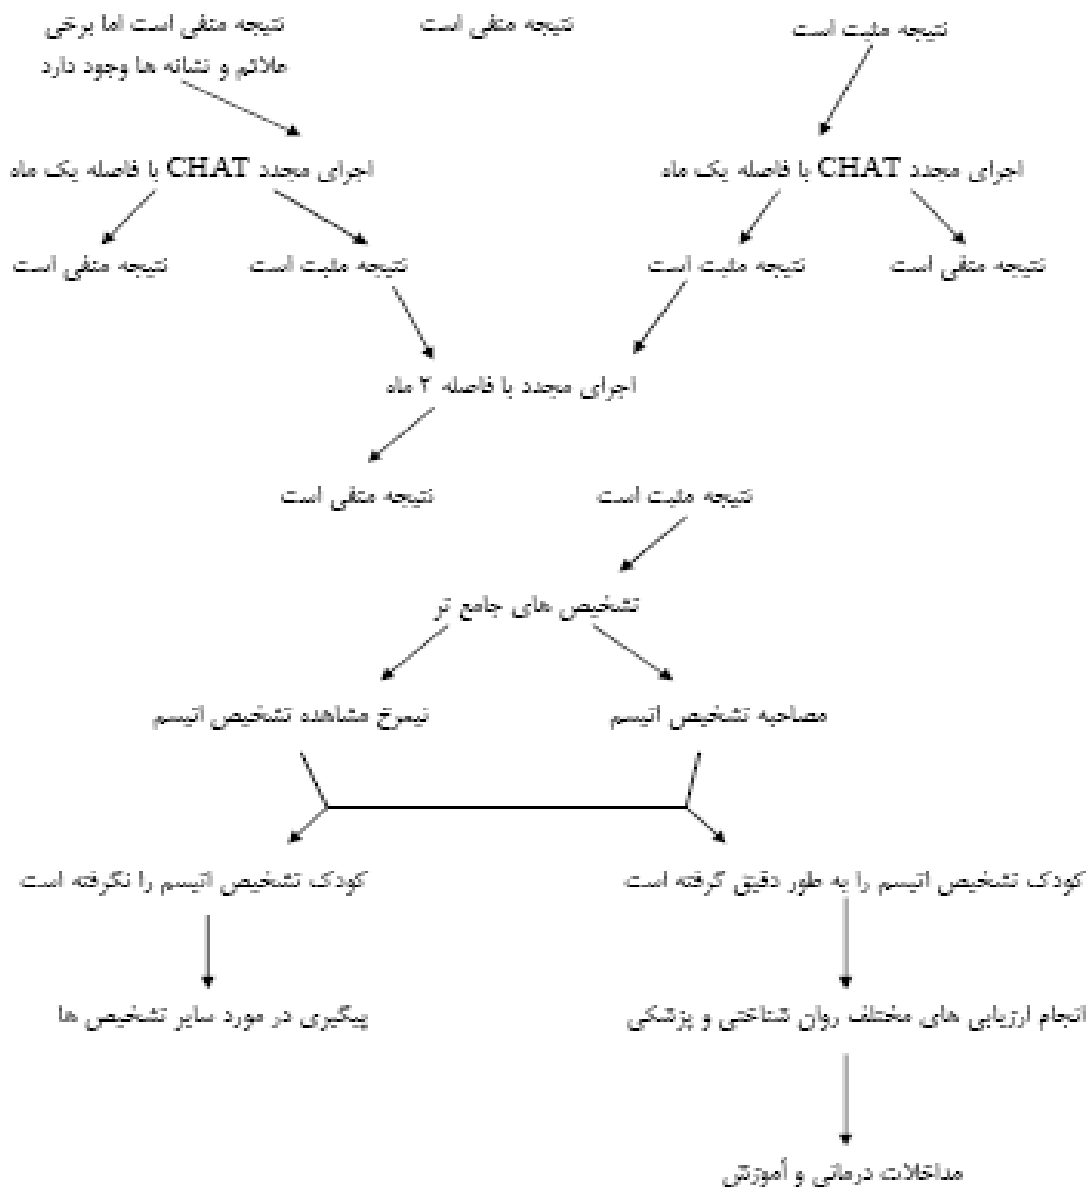 نتیجه مثبت است
نتیجه منفی است
نتیجه منفی است اما برخی
علائم و نشانه ها وجود دارد
اجرای مجدد CHAT با فاصله یک ماه
اجرای مجدد CHAT با فاصله یک ماه
نتیجه منفی است
نتیجه مثبت است
نتیجه مثبت است
نتیجه منفی است
اجرای مجدد با فاصله ۲ ماه
نتیجه مثبت است
نتیجه منفی است
تشخیص های جامع تر
مصاحبه تشخیص اتیسم
نیمرخ مشاهده تشخیص اتیسم
کودک تشخیص اتیسم را به طور دقیق گرفته است
کودک تشخیص اتیسم را نگرفته است
انجام ارزیابی های مختلف روان شناختی و پزشکی
پیگیری در مورد سایر تشخیص ها
مداخلات درمانی و آموزش